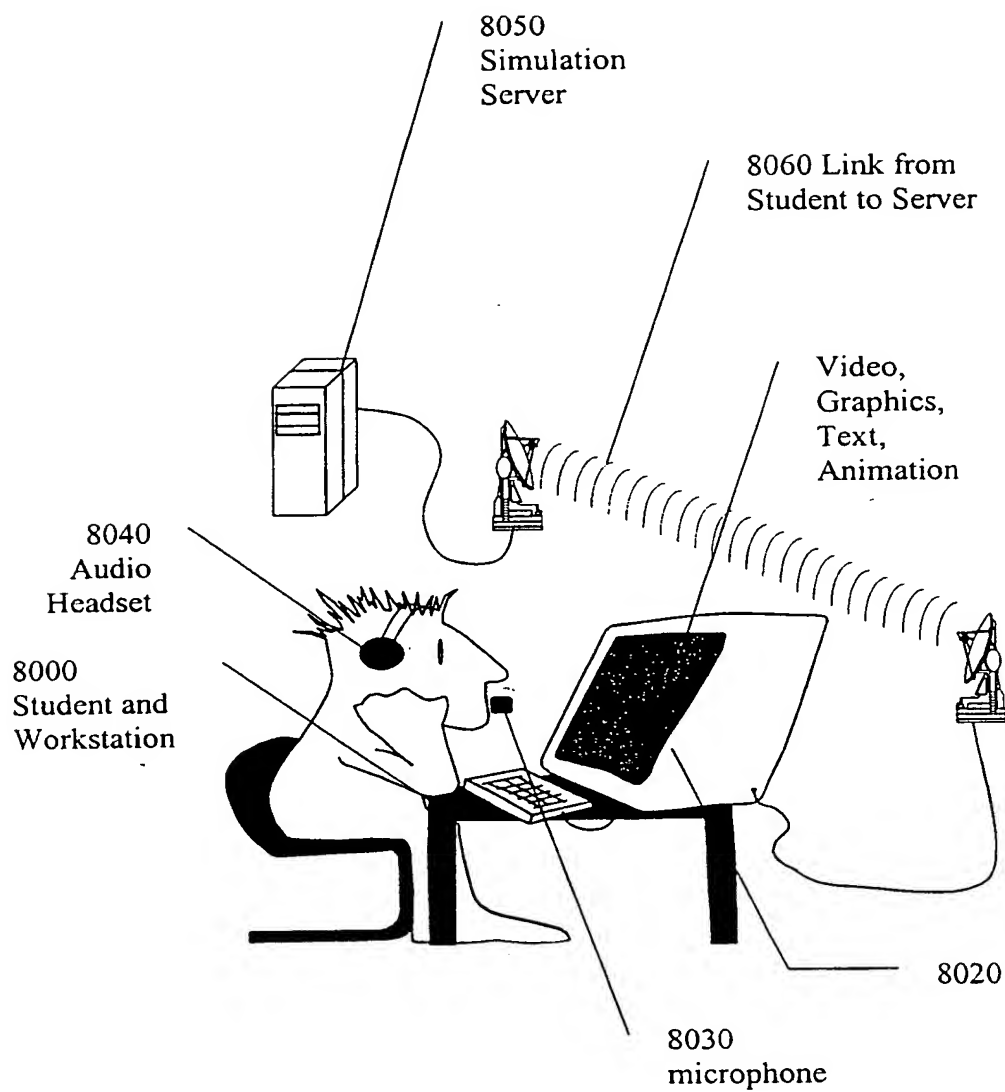 8050
Simulation
Server
8060 Link from
Student to Server
Video,
Graphics,
Text,
Animation
8040
Audio
Headset
8000
Student and
Workstation
8020
8030
microphone